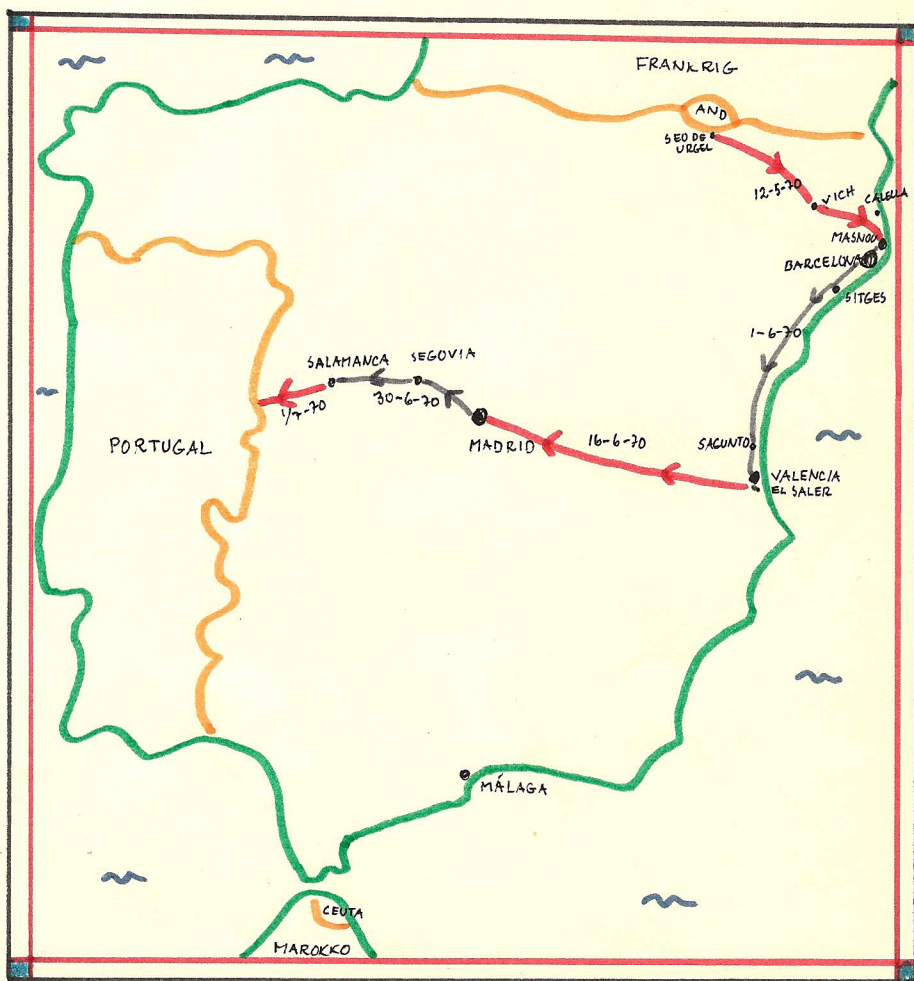 FRANKRIG
AND
SEO DE
URGEL
12-5-70
VICH
CALELLA
MASNOU
BARCELONA
SITGES
1-6-70
SALAMANCA
SEGOVIA
1/7-70
30-6-70
PORTUGAL
MADRID
16-6-70
SAGUNTO
VALENCIA
EL SALER
MÁLAGA
CEUTA
MAROKKO